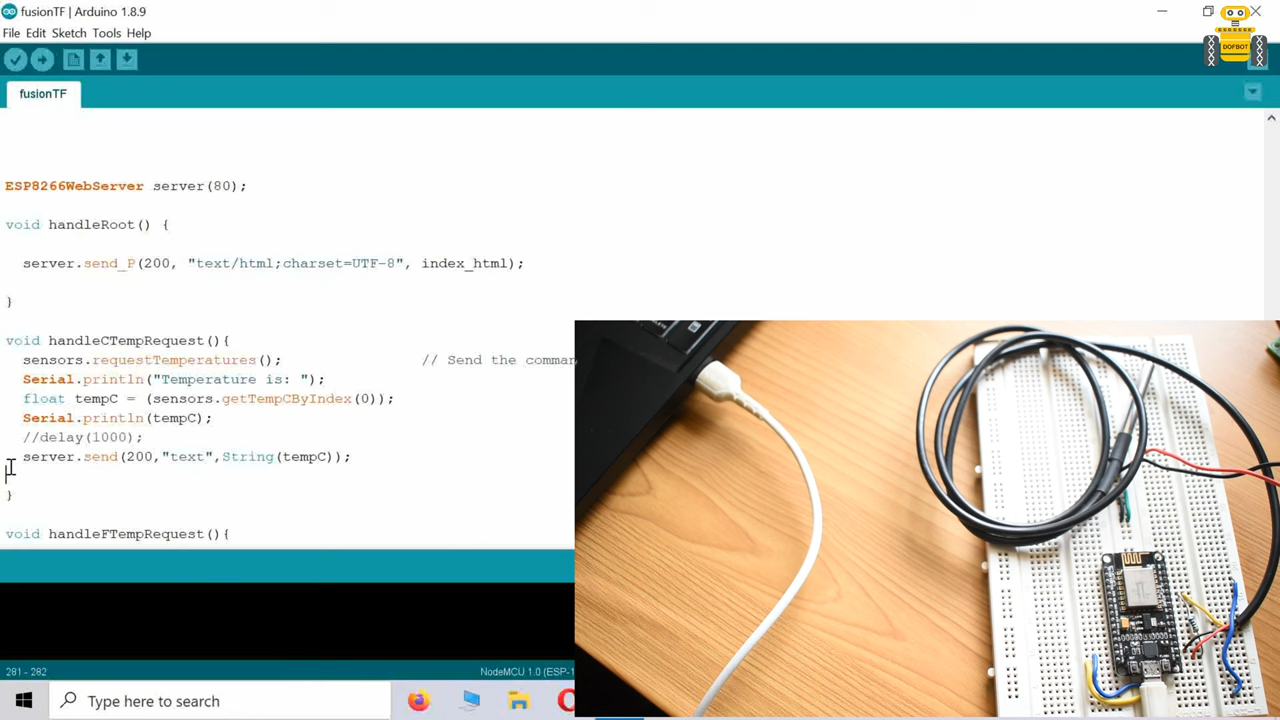 fusionTF | Arduino 1.8.9
File Edit Sketch Tools Help
DOFBOT
fusionTF
ESP8266WebServer server(80);
void handleRoot() {
server.send_P(200, "text/html;charset=UTF-8", index_html);
}
void handleCTempRequest(){
sensors.requestTemperatures(); // Send the comman
Serial.println("Temperature is: ");
float tempC = (sensors.getTempCByIndex(0));
Serial.println(tempC);
//delay(1000);
server.send(200,"text",String(tempC));
}
void handleFTempRequest(){
281 - 282
NodeMCU 1.0 (ESP-1
Type here to search